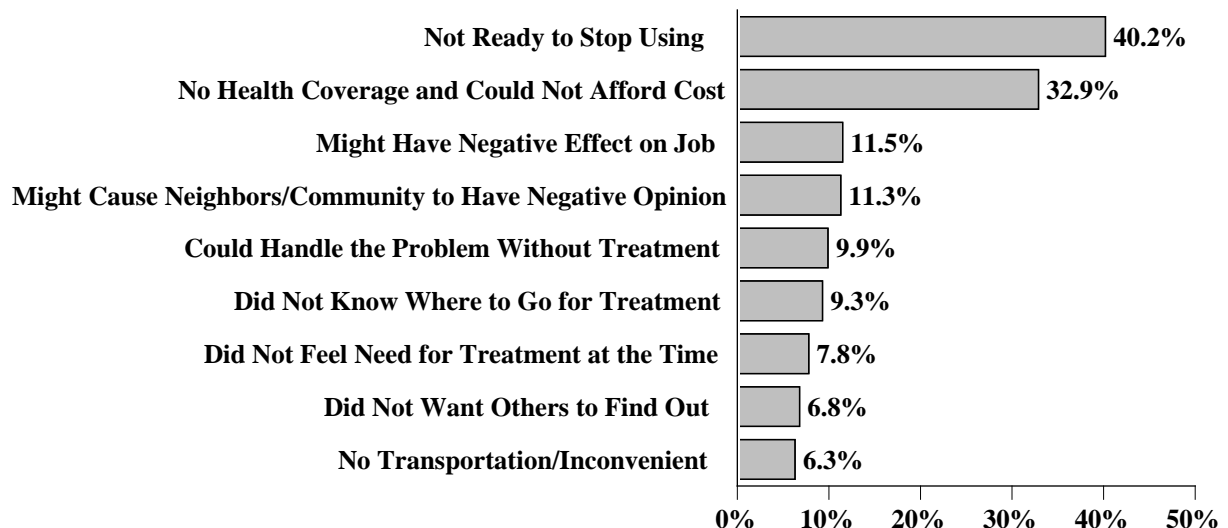 Not Ready to Stop Using 40.2%
No Health Coverage and Could Not Afford Cost 32.9%
Might Have Negative Effect on Job 11.5%
Might Cause Neighbors/Community to Have Negative Opinion 11.3%
Could Handle the Problem Without Treatment 9.9%
Did Not Know Where to Go for Treatment 9.3%
Did Not Feel Need for Treatment at the Time 7.8%
Did Not Want Others to Find Out 6.8%
No Transportation/Inconvenient 6.3%
0% 10% 20% 30% 40% 50%